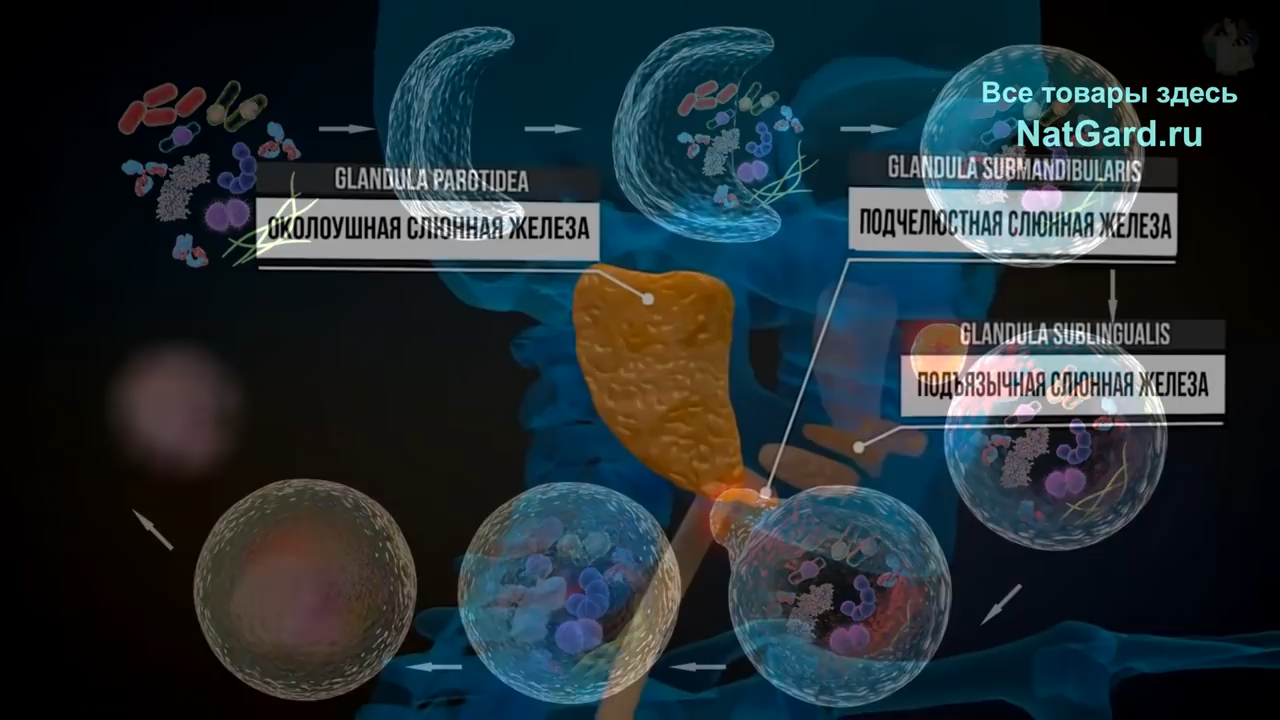 Все товары здесь
NatGard.ru
GLANDULA PAROTIDEA
ОКОЛОУШНАЯ СЛЮННАЯ ЖЕЛЕЗА
GLANDULA SUBMANDIBULARIS
ПОДЧЕЛЮСТНАЯ СЛЮННАЯ ЖЕЛЕЗА
GLANDULA SUBLINGUALIS
ПОДЪЯЗЫЧНАЯ СЛЮННАЯ ЖЕЛЕЗА